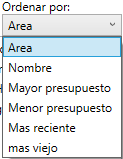 Ordenar por:
Area
Area
Nombre
Mayor presupuesto
Menor presupuesto
Mas reciente
mas viejo